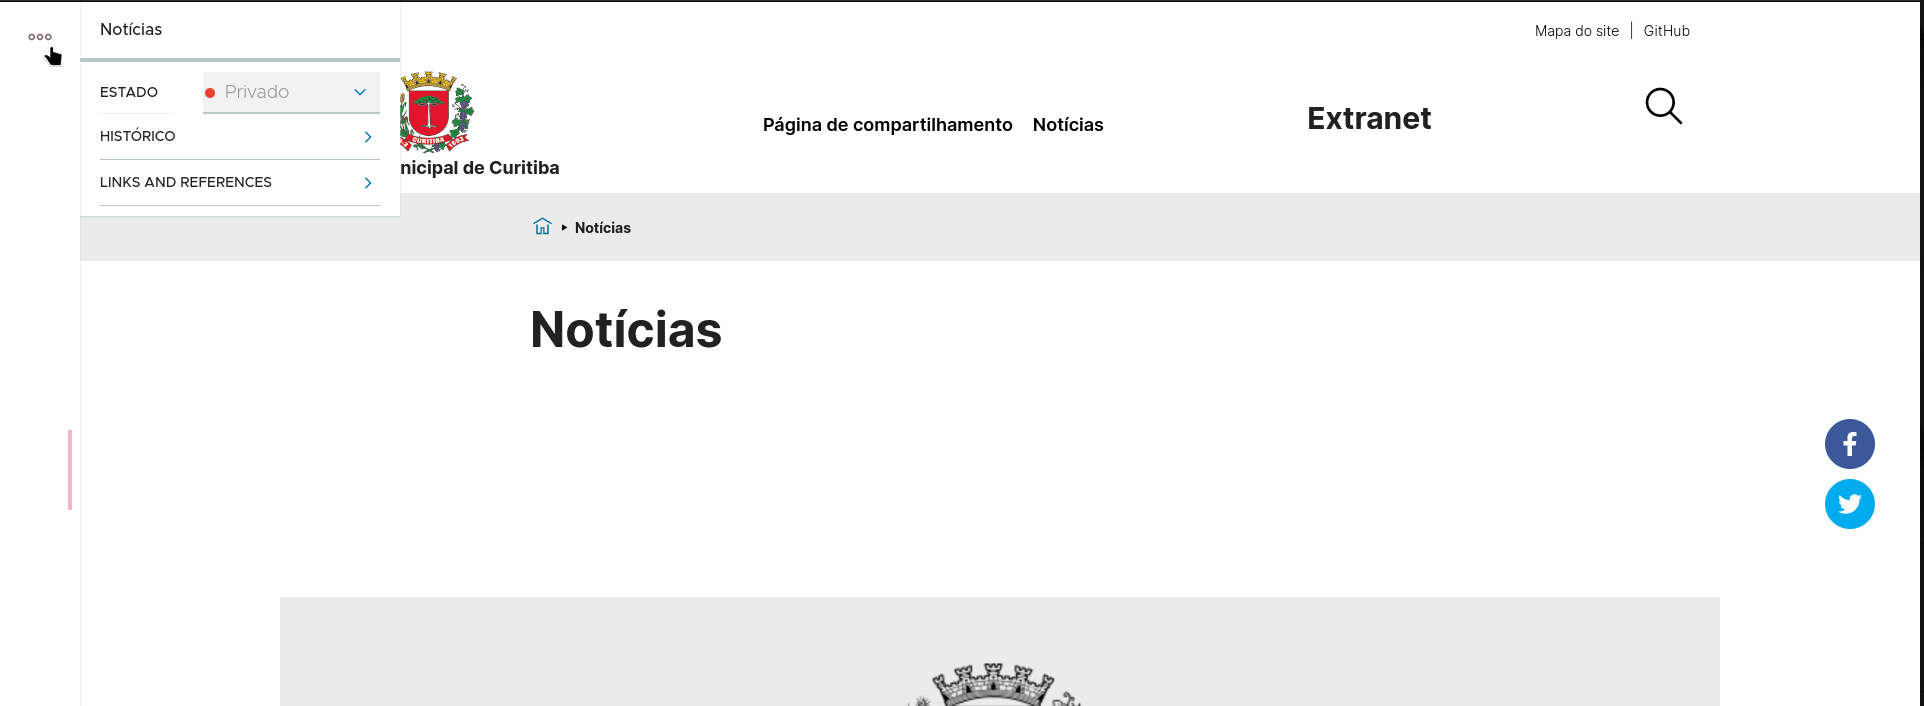 Notícias
ESTADO
Privado
HISTÓRICO
LINKS AND REFERENCES
Mapa do site | GitHub
CURITIBA
nicipal de Curitiba
Página de compartilhamento Notícias
Extranet
Notícias
Notícias